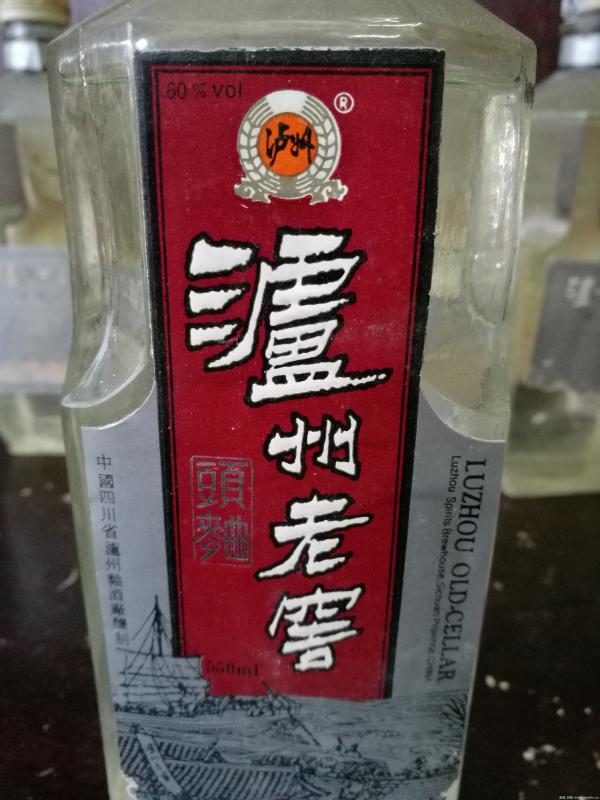 60%vol
®
泸州
瀘州老窖
頭麯
550ml
中國四川省瀘州麯酒廠釀制
LUZHOU OLD-CELLAR
Luzhou Spirits Brewhouse, Sichuan Province, China